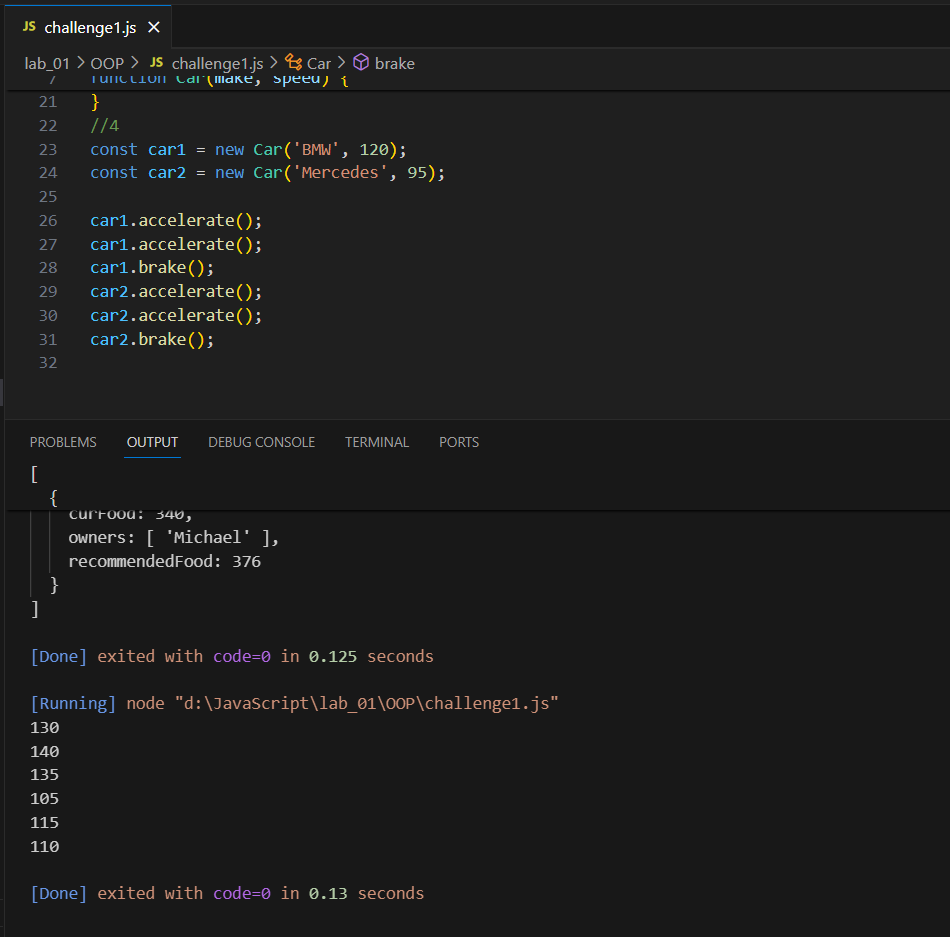 JS challenge1.js ×
lab_01 > OOP > JS challenge1.js > Car > brake
7 function Car(make, speed) {
21 }
22 //4
23 const car1 = new Car('BMW', 120);
24 const car2 = new Car('Mercedes', 95);
25
26 car1.accelerate();
27 car1.accelerate();
28 car1.brake();
29 car2.accelerate();
30 car2.accelerate();
31 car2.brake();
32
PROBLEMS OUTPUT DEBUG CONSOLE TERMINAL PORTS
[
{
curFood: 340,
owners: [ 'Michael' ],
recommendedFood: 376
}
]
[Done] exited with code=0 in 0.125 seconds
[Running] node "d:\JavaScript\lab_01\OOP\challenge1.js"
130
140
135
105
115
110
[Done] exited with code=0 in 0.13 seconds